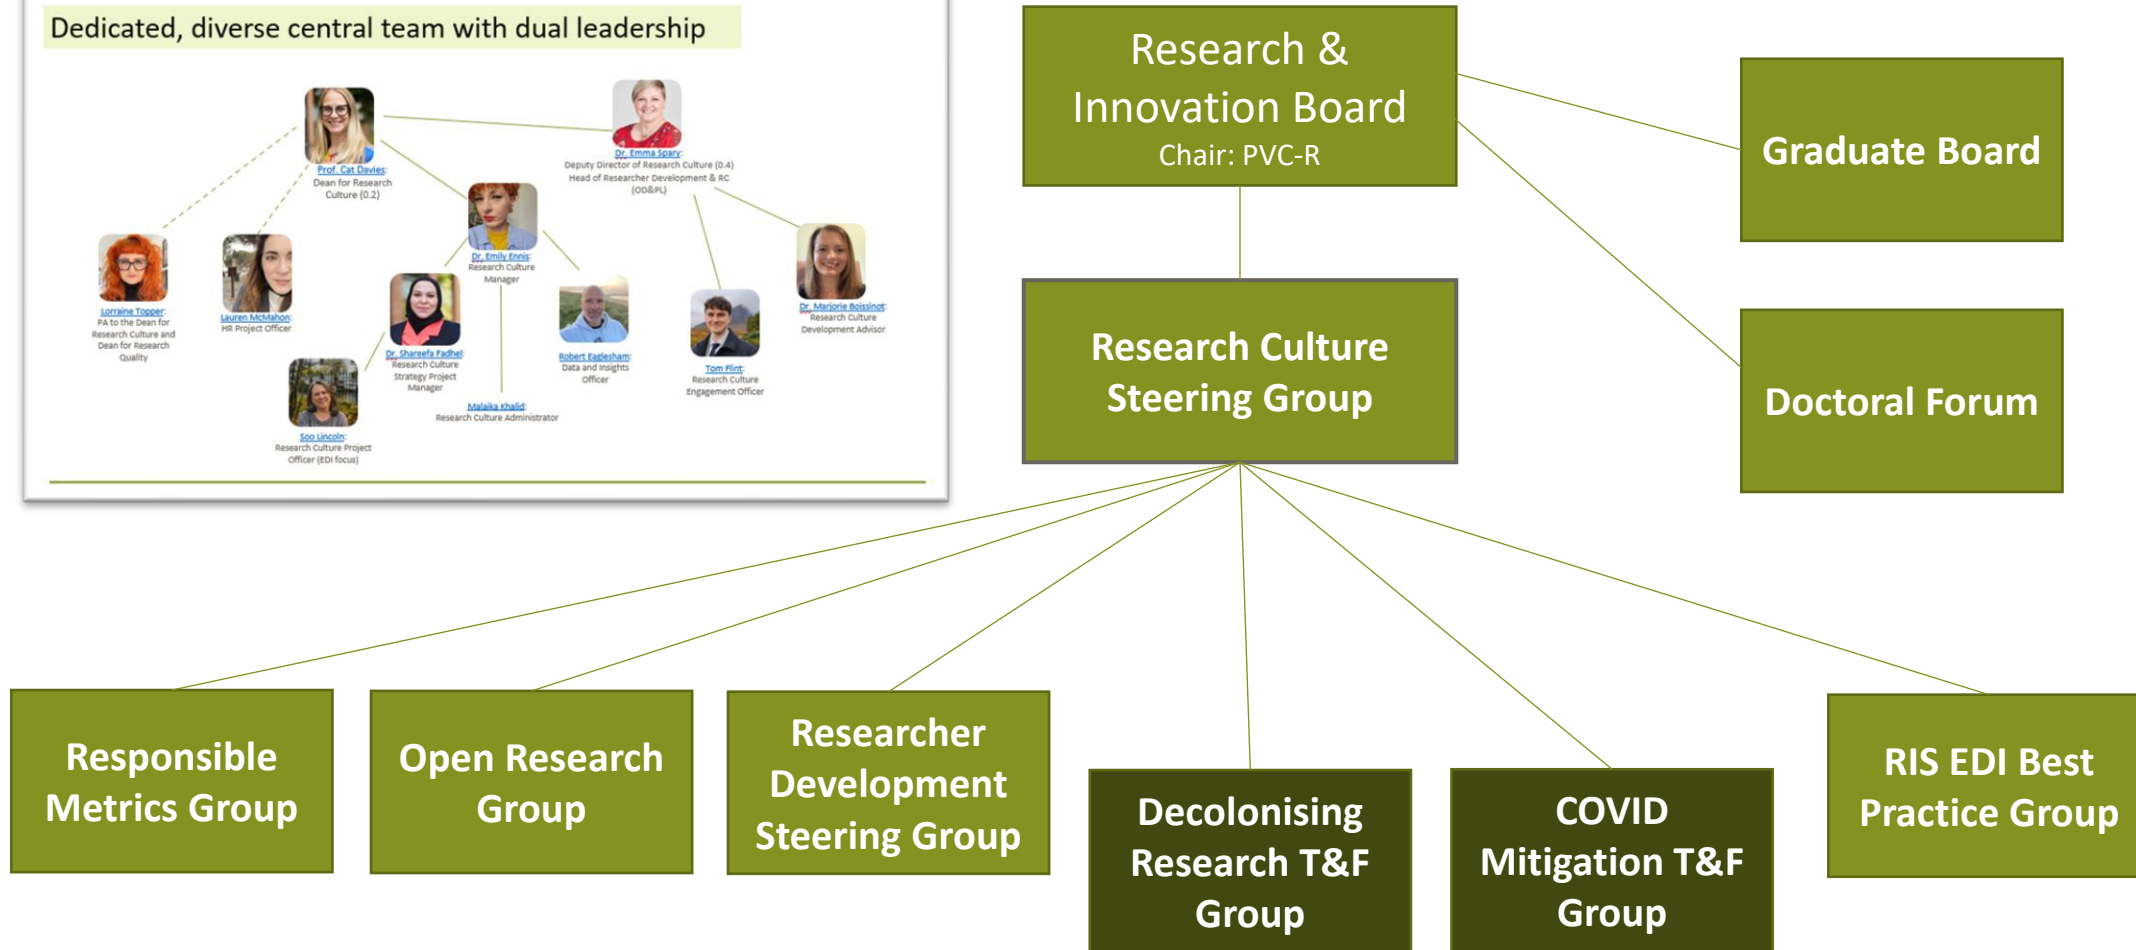 Dedicated, diverse central team with dual leadership
Prof. Cat Davies:
Dean for Research
Culture (0.2)
Dr. Emma Spary:
Deputy Director of Research Culture (0.4)
Head of Researcher Development & RC
(OD&PL)
Dr. Emily Ennis:
Research Culture
Manager
Lorraine Topper:
PA to the Dean for
Research Culture and
Dean for Research
Quality
Lauren McMahon:
HR Project Officer
Dr. Shareefa Fadhel:
Research Culture
Strategy Project
Manager
Robert Eaglesham:
Data and Insights
Officer
Tom Flint:
Research Culture
Engagement Officer
Dr. Marjorie Boissinot:
Research Culture
Development Advisor
Soo Lincoln:
Research Culture Project
Officer (EDI focus)
Malaika Khalid:
Research Culture Administrator
Research &
Innovation Board
Chair: PVC-R
Graduate Board
Research Culture
Steering Group
Doctoral Forum
Responsible
Metrics Group
Open Research
Group
Researcher
Development
Steering Group
Decolonising
Research T&F
Group
COVID
Mitigation T&F
Group
RIS EDI Best
Practice Group